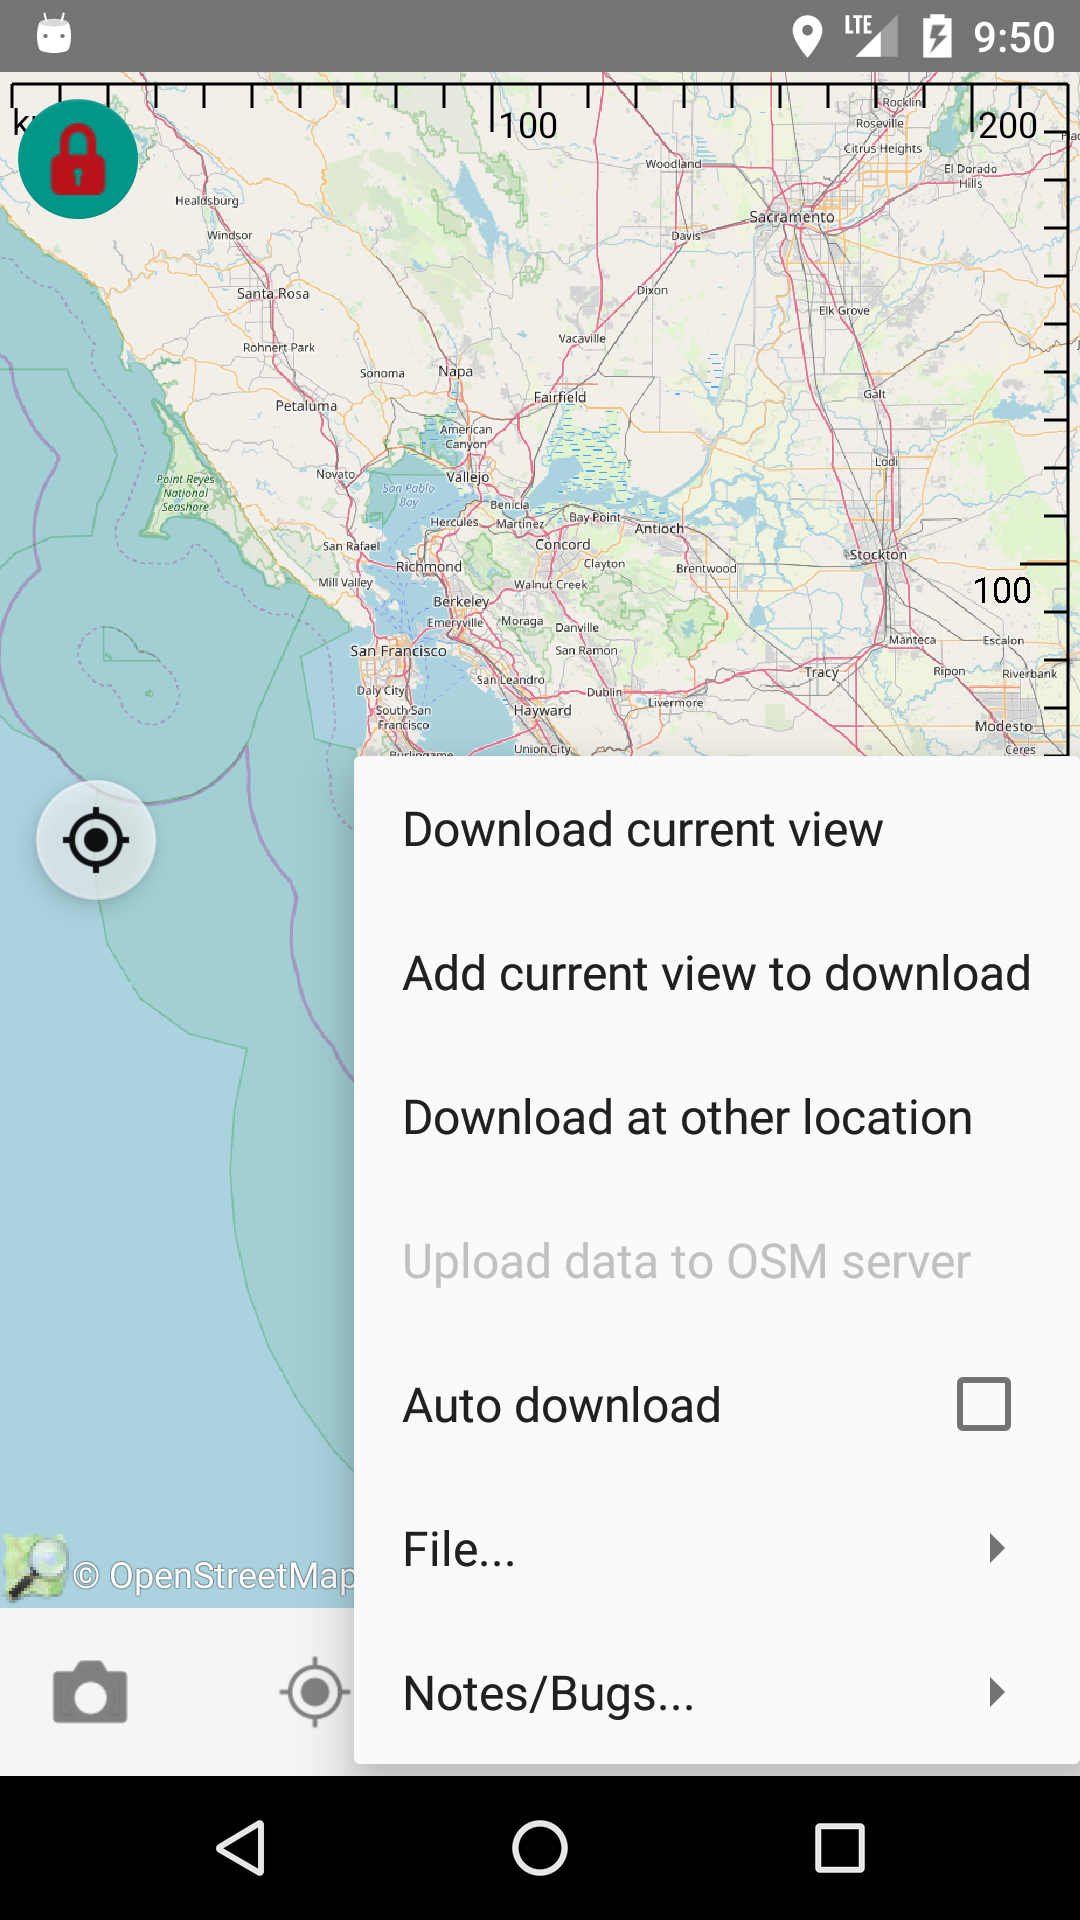 LTE 9:50
100
200
Rocklin
Roseville
Citrus Heights
Woodland
El Dorado
Hills
Healdsburg
Sacramento
Windsor
Davis
Santa Rosa
Dixon
Elk Grove
Rohnert Park
Vacaville
Sonoma
Napa
Fairfield
Galt
Petaluma
American
Canyon
Lodi
Novato
Vallejo
Point Reyes
National
Seashore
San Pablo
Bay
Benicia
Hercules
Martinez
Bay Point
Antioch
San Rafael
Concord
Stockton
Richmond
Clayton
Brentwood
Mill Valley
Walnut Creek
100
Berkeley
Emeryville
Moraga
Danville
Manteca
Escalon
San Francisco
San Ramon
Tracy
Ripon
Riverbank
San Leandro
Daly City
Dublin
Livermore
South San
Francisco
Hayward
Modesto
Union City
Ceres
Download current view
Add current view to download
Download at other location
Upload data to OSM server
Auto download
File...
Notes/Bugs...
© OpenStreetMap